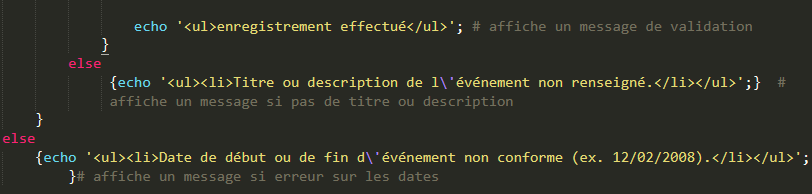 echo '<ul>enregistrement effectué</ul>'; # affiche un message de validation
}
else
{echo '<ul><li>Titre ou description de l\'événement non renseigné.</li></ul>';}  #
affiche un message si pas de titre ou description
}
else
{echo '<ul><li>Date de début ou de fin d\'événement non conforme (ex. 12/02/2008).</li></ul>';
}# affiche un message si erreur sur les dates